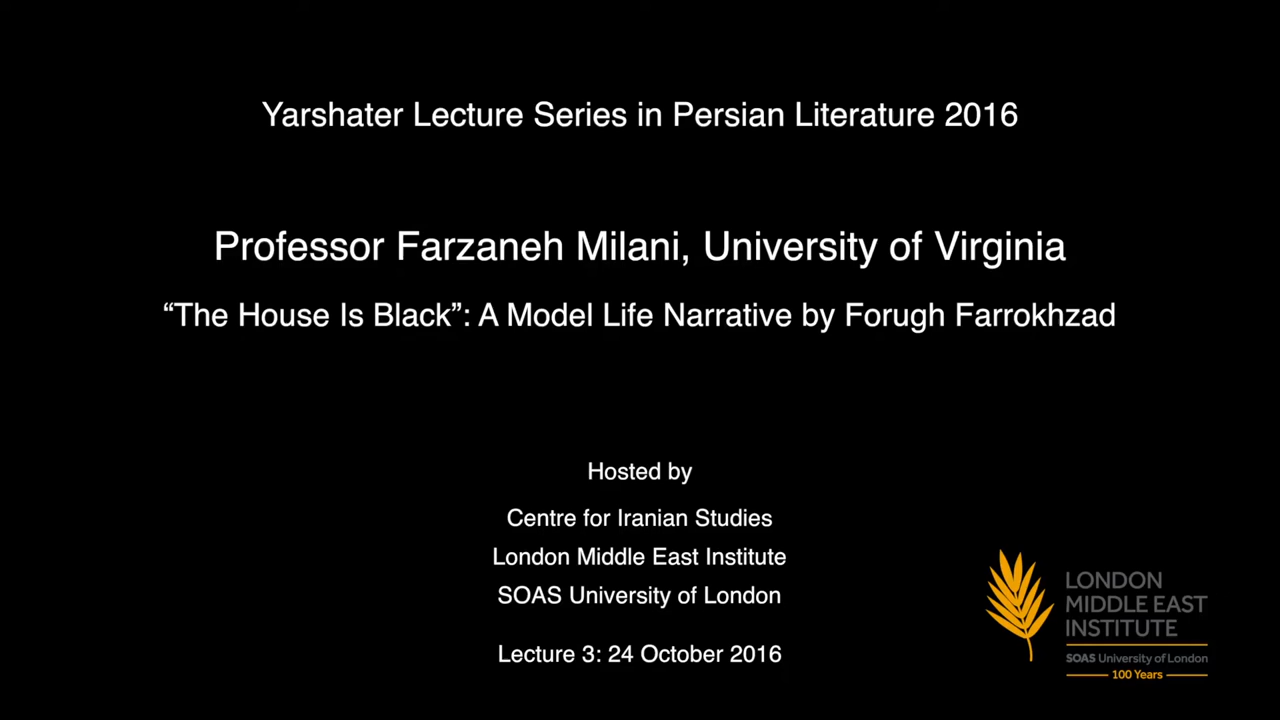 Yarshater Lecture Series in Persian Literature 2016
Professor Farzaneh Milani, University of Virginia
“The House Is Black”: A Model Life Narrative by Forugh Farrokhzad
Hosted by
Centre for Iranian Studies
London Middle East Institute
SOAS University of London
Lecture 3: 24 October 2016
LONDON
MIDDLE EAST
INSTITUTE
SOAS University of London
100 Years